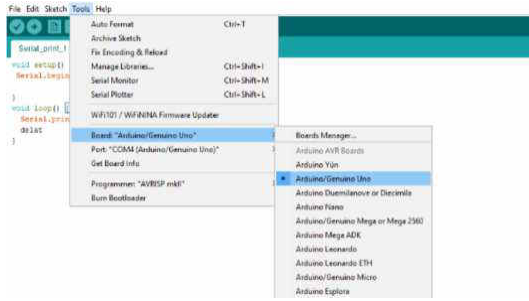 File Edit Sketch Tools Help
Auto Format Ctrl+T
Archive Sketch
Fix Encoding & Reload
Manage Libraries... Ctrl+Shift+I
Serial Monitor Ctrl+Shift+M
Serial Plotter Ctrl+Shift+L
WiFi101 / WiFiNINA Firmware Updater
Board: "Arduino/Genuino Uno"
Port: "COM4 (Arduino/Genuino Uno)"
Get Board Info
Programmer: "AVRISP mkII"
Burn Bootloader
Serial_print_1
void setup()
Serial.begin
}
void loop() {
Serial.prin
delat
}
Boards Manager...
Arduino AVR Boards
Arduino Yún
Arduino/Genuino Uno
Arduino Duemilanove or Diecimila
Arduino Nano
Arduino/Genuino Mega or Mega 2560
Arduino Mega ADK
Arduino Leonardo
Arduino Leonardo ETH
Arduino/Genuino Micro
Arduino Esplora